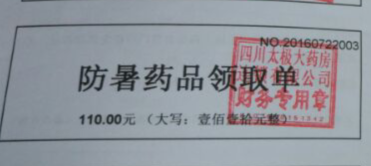 NO.20160722003
防暑药品领取单
110.00元 （大写：壹佰壹拾元整）
四川太极大药房
公司
财务专用章